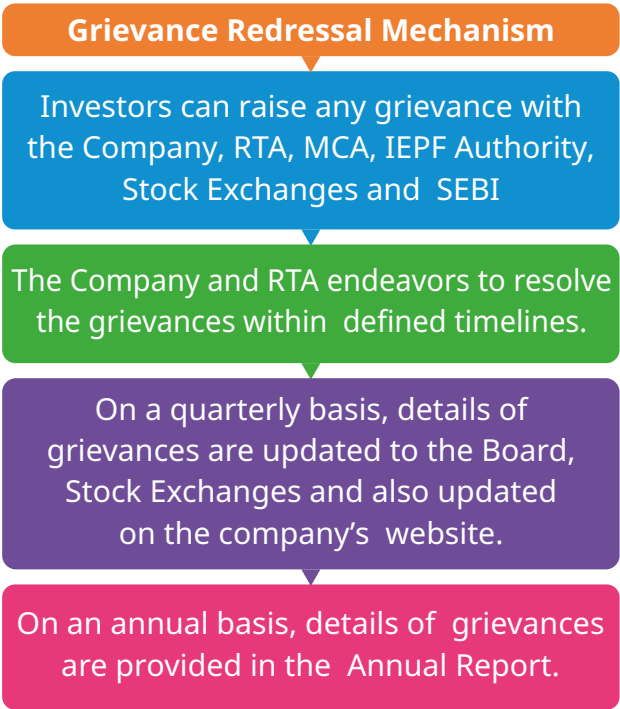 Grievance Redressal Mechanism
Investors can raise any grievance with
the Company, RTA, MCA, IEPF Authority,
Stock Exchanges and SEBI
The Company and RTA endeavors to resolve
the grievances within defined timelines.
On a quarterly basis, details of
grievances are updated to the Board,
Stock Exchanges and also updated
on the company’s website.
On an annual basis, details of grievances
are provided in the Annual Report.